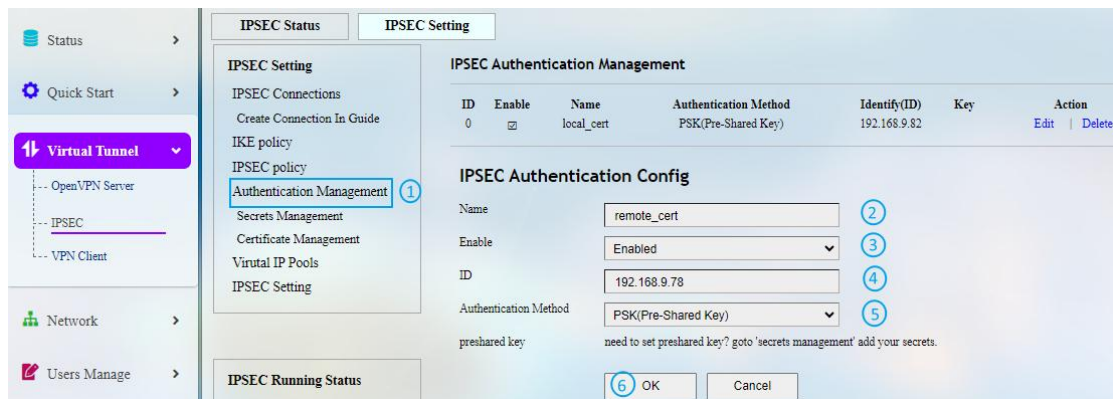 Status
Quick Start
Virtual Tunnel
OpenVPN Server
IPSEC
VPN Client
Network
Users Manage
IPSEC Status
IPSEC Setting
IPSEC Setting
IPSEC Connections
Create Connection In Guide
IKE policy
IPSEC policy
Authentication Management 1
Secrets Management
Certificate Management
Virutal IP Pools
IPSEC Setting
IPSEC Running Status
IPSEC Authentication Management
ID Enable Name Authentication Method Identify(ID) Key Action
0 local_cert PSK(Pre-Shared Key) 192.168.9.82 Edit | Delete
IPSEC Authentication Config
Name remote_cert 2
Enable Enabled 3
ID 192.168.9.78 4
Authentication Method PSK(Pre-Shared Key) 5
preshared key need to set preshared key? goto 'secrets management' add your secrets.
6 OK Cancel